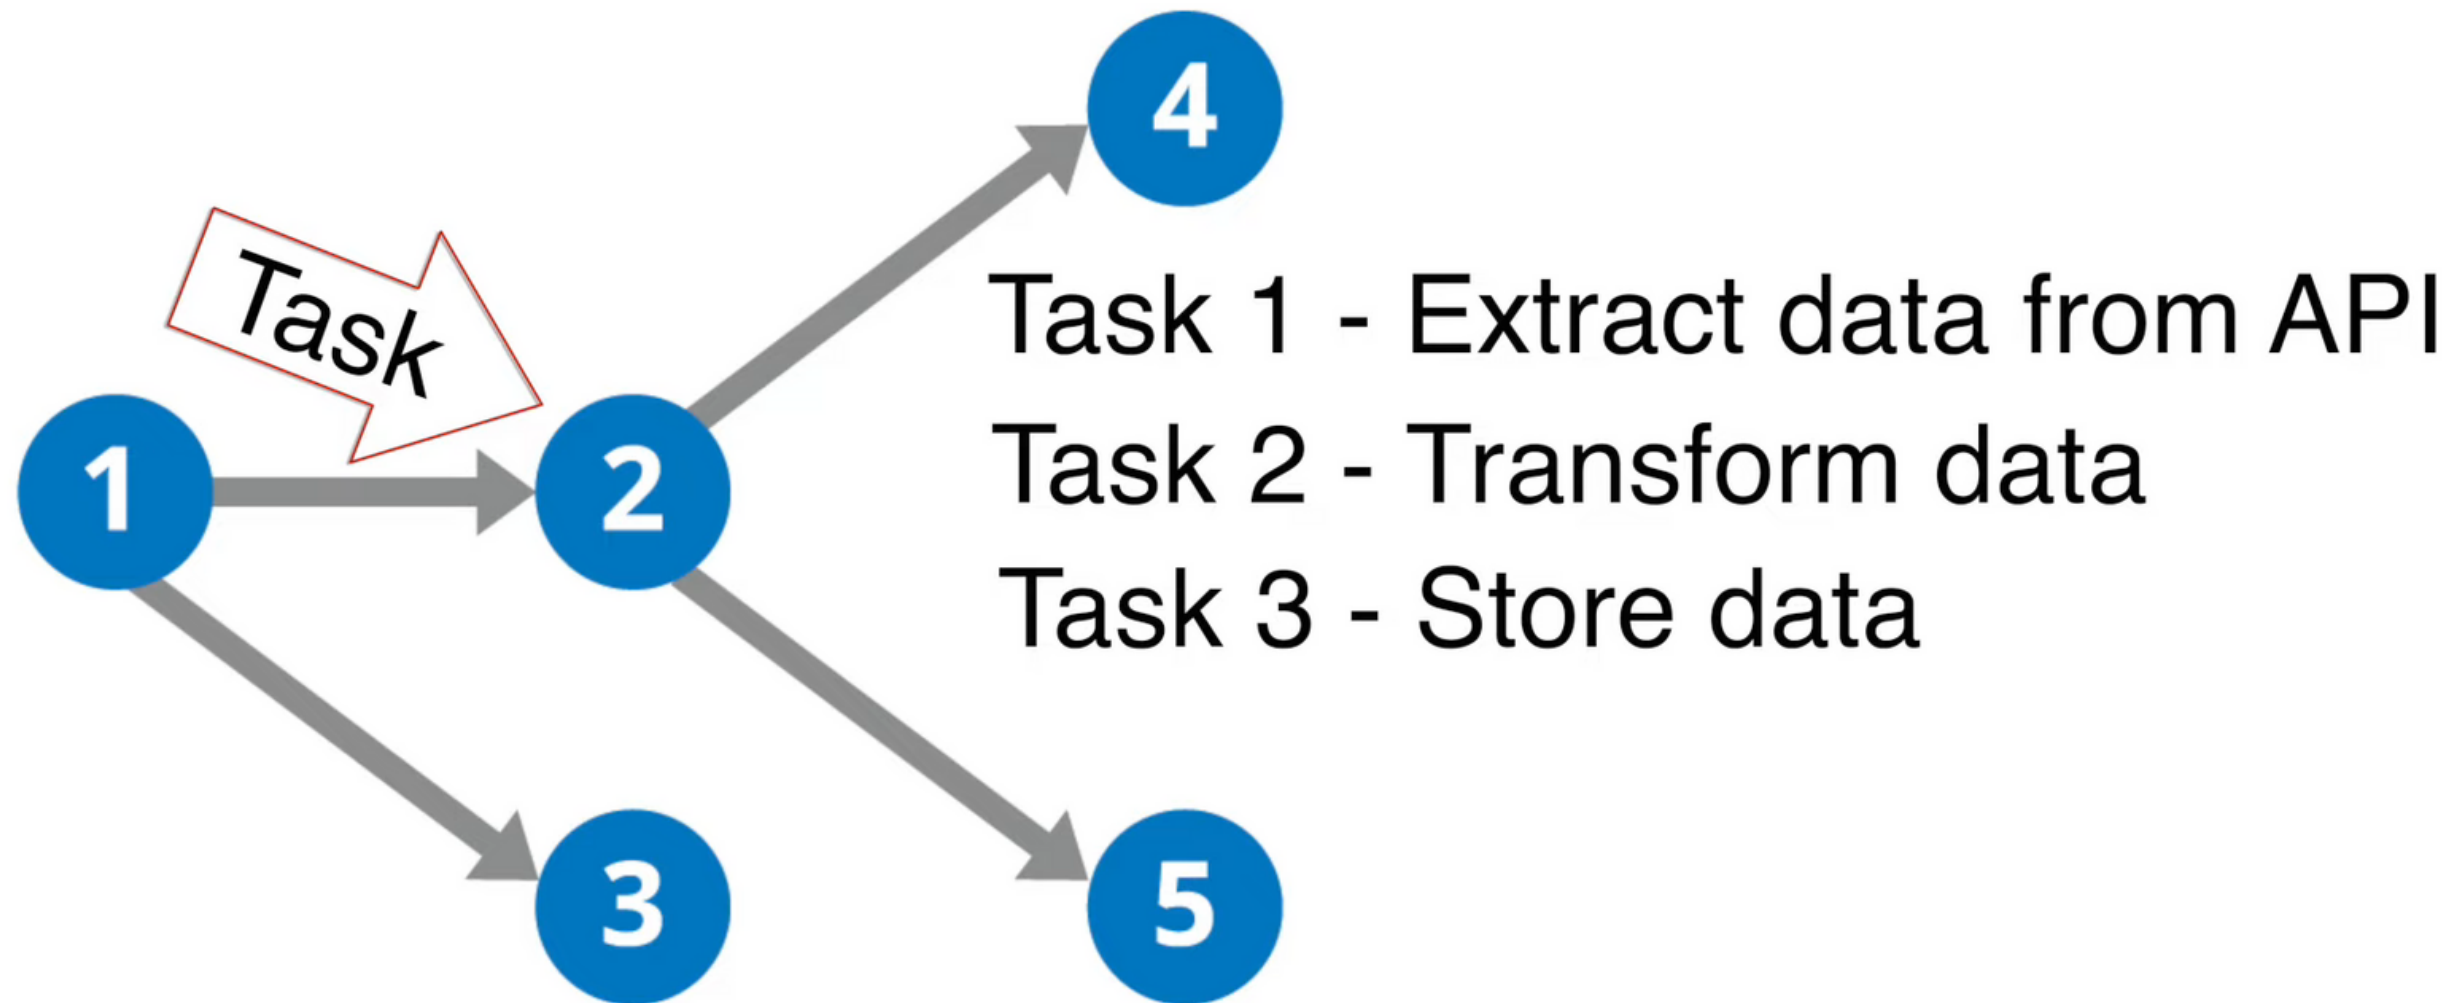 4
Task
Task 1 - Extract data from API
1
2
Task 2 - Transform data
Task 3 - Store data
3
5